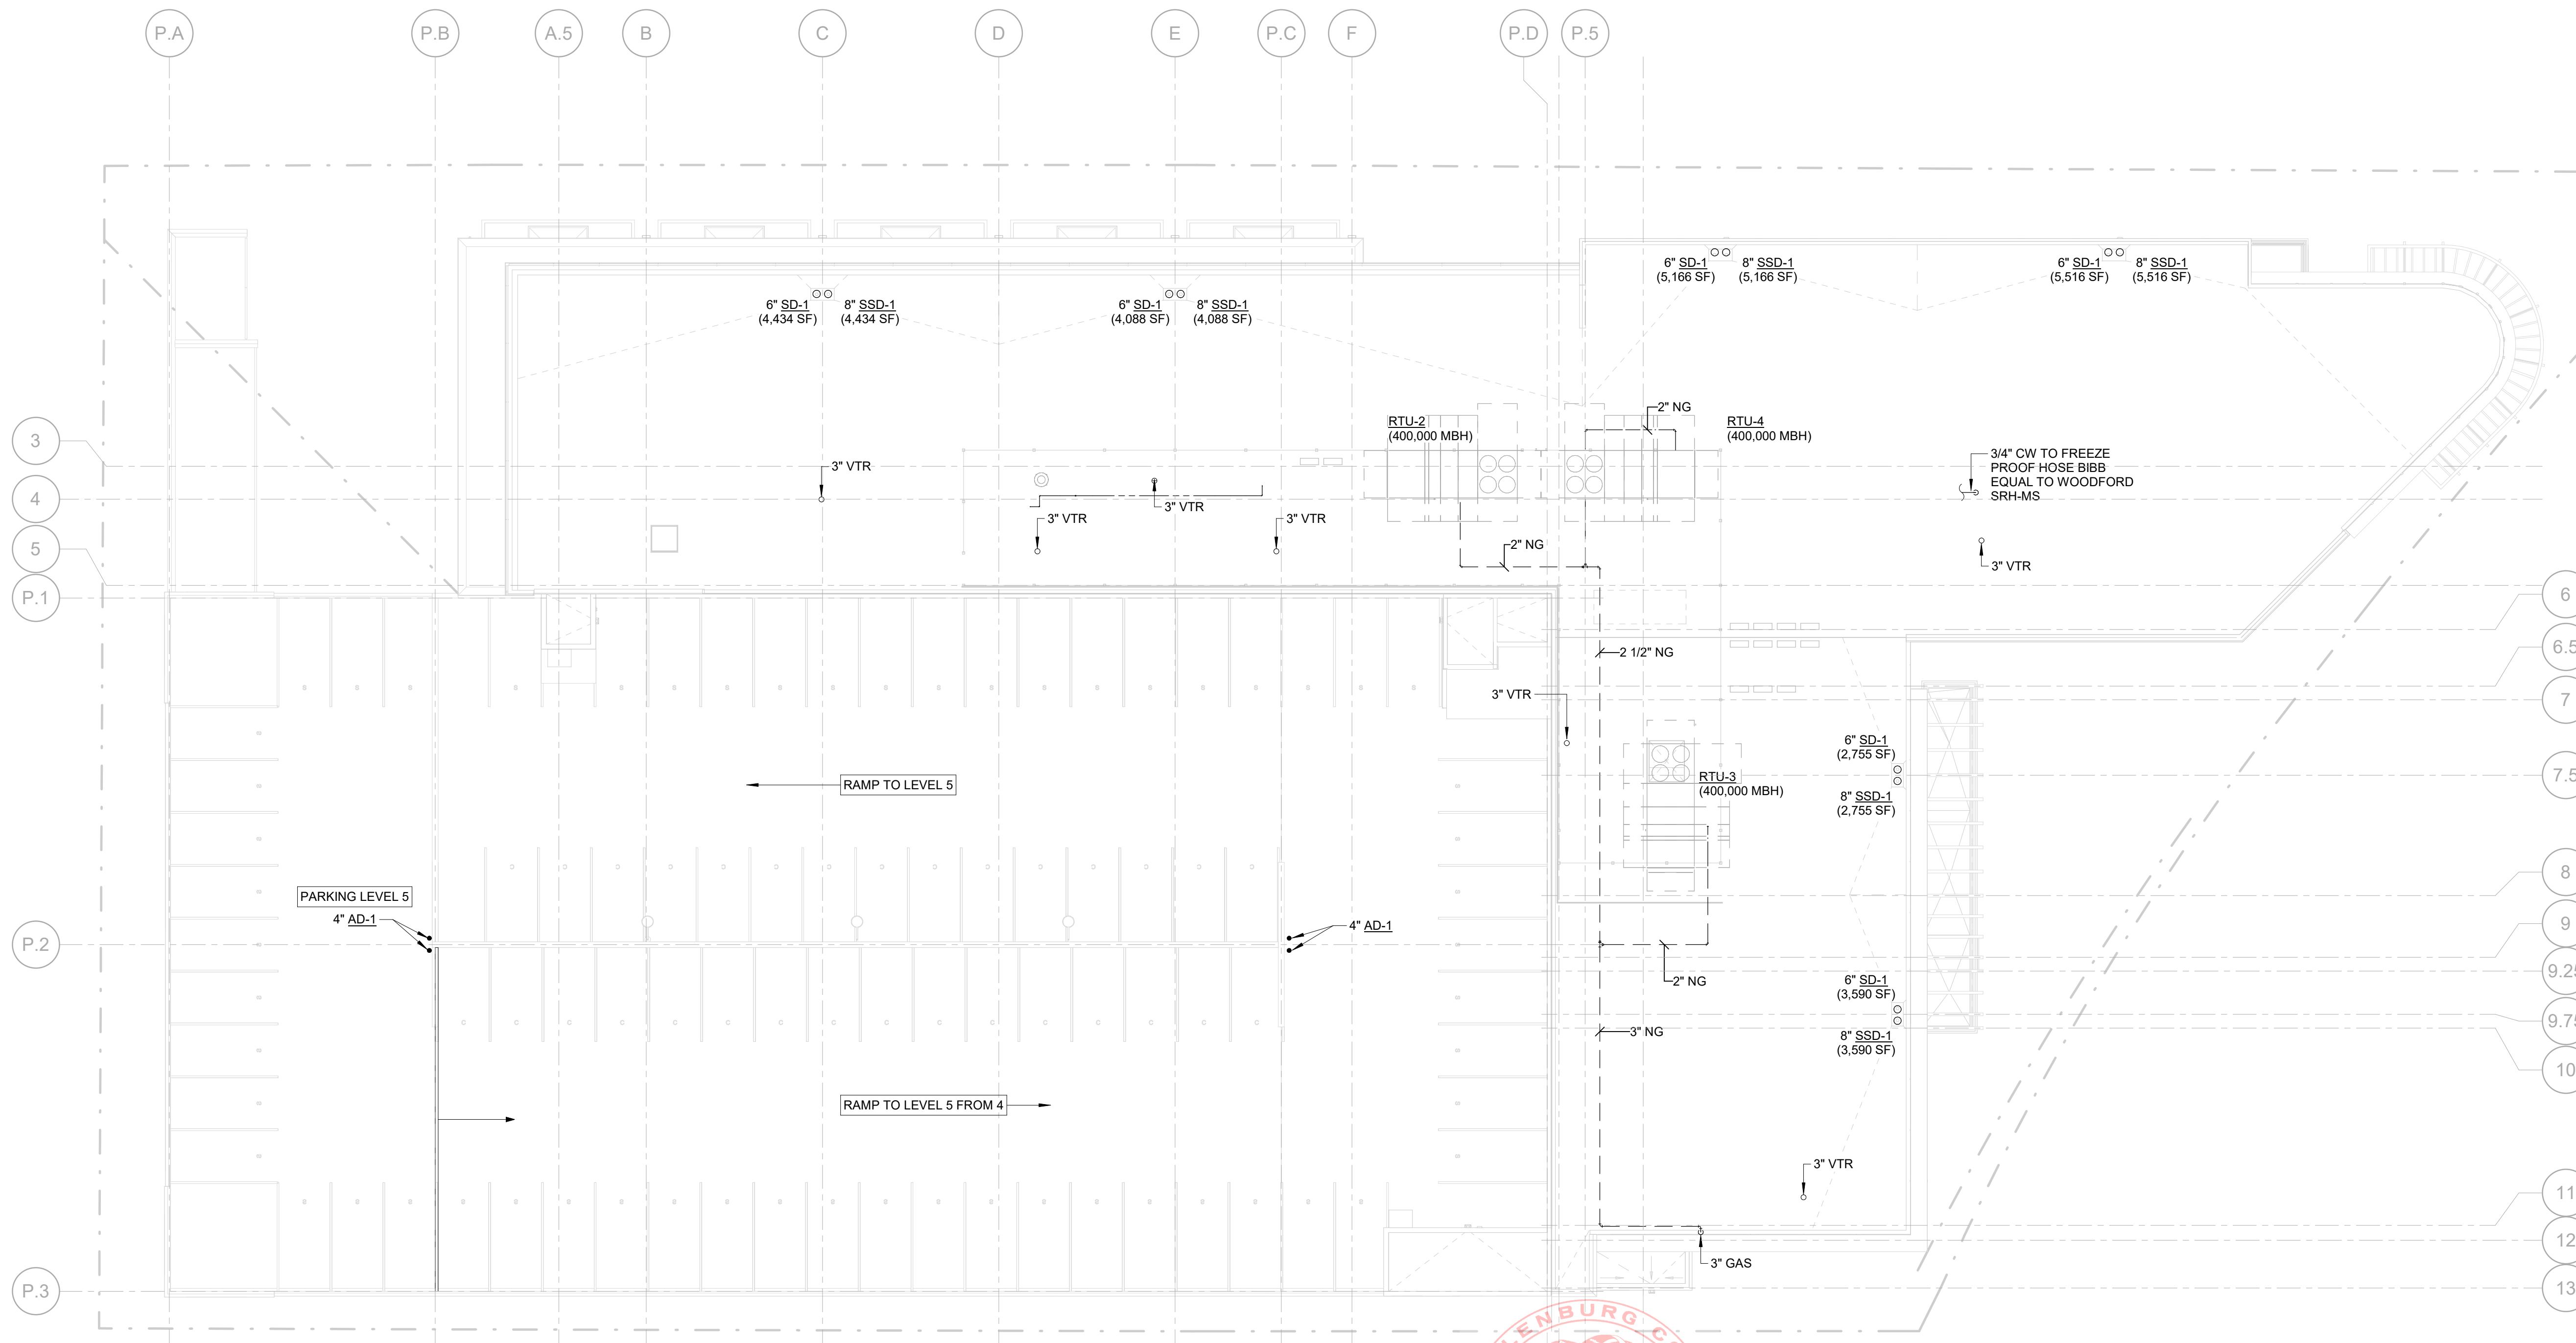 P.A
P.B
A.5
B
C
D
E
P.C
F
P.D
P.5
6" SD-1
(4,434 SF)
8" SSD-1
(4,434 SF)
6" SD-1
(4,088 SF)
8" SSD-1
(4,088 SF)
6" SD-1
(5,166 SF)
8" SSD-1
(5,166 SF)
6" SD-1
(5,516 SF)
8" SSD-1
(5,516 SF)
3
4
5
P.1
RTU-2
(400,000 MBH)
2" NG
RTU-4
(400,000 MBH)
3/4" CW TO FREEZE
PROOF HOSE BIBB
EQUAL TO WOODFORD
SRH-MS
3" VTR
3" VTR
3" VTR
3" VTR
2" NG
3" VTR
6
6.5
7
2 1/2" NG
3" VTR
6" SD-1
(2,755 SF)
7.5
RAMP TO LEVEL 5
RTU-3
(400,000 MBH)
8" SSD-1
(2,755 SF)
8
PARKING LEVEL 5
4" AD-1
4" AD-1
9
P.2
2" NG
6" SD-1
(3,590 SF)
9.25
9.75
3" NG
8" SSD-1
(3,590 SF)
10
RAMP TO LEVEL 5 FROM 4
3" VTR
11
12
3" GAS
P.3
13
ENBURG C